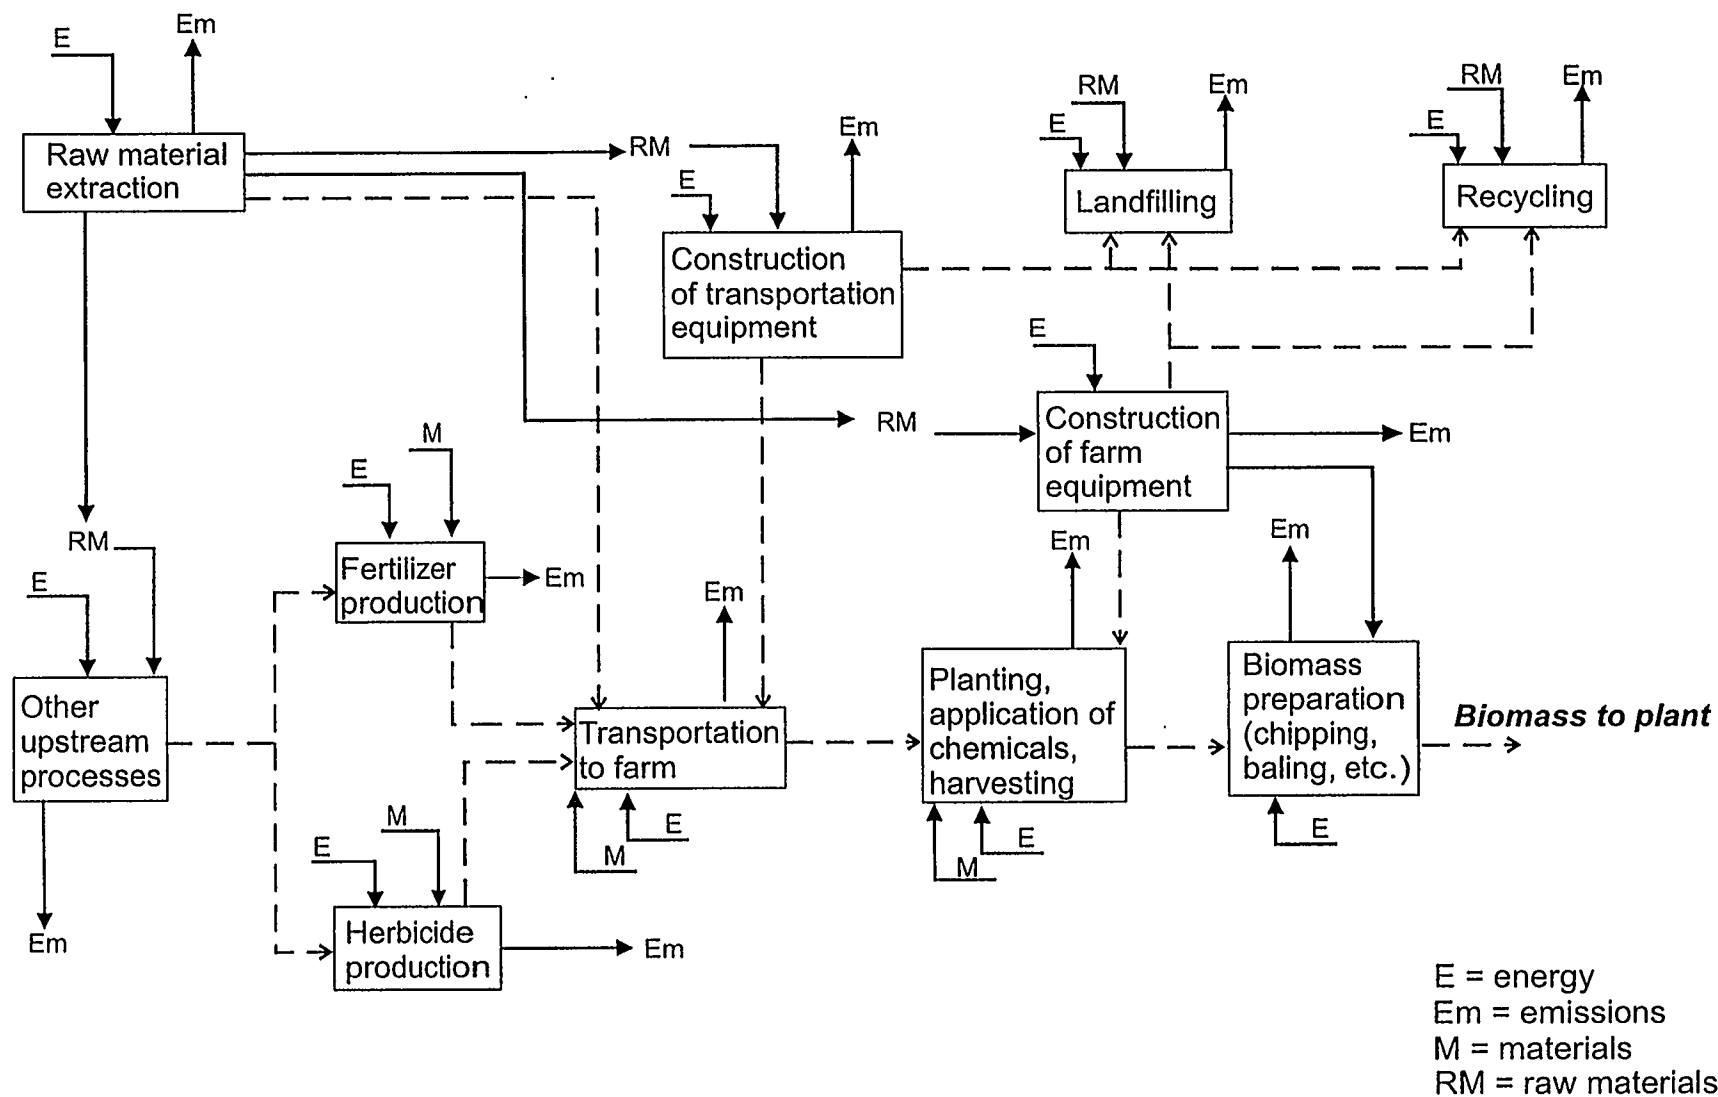 E
Em
Raw material
extraction
RM
E
Em
Construction
of transportation
equipment
RM
E
Em
Landfilling
RM
E
Em
Recycling
E
RM
Construction
of farm
equipment
Em
M
E
Fertilizer
production
Em
RM
E
Other
upstream
processes
Em
M
E
Herbicide
production
Em
Em
Transportation
to farm
E
M
Em
Planting,
application of
chemicals,
harvesting
E
M
Em
Biomass
preparation
(chipping,
baling, etc.)
E
Biomass to plant
E = energy
Em = emissions
M = materials
RM = raw materials